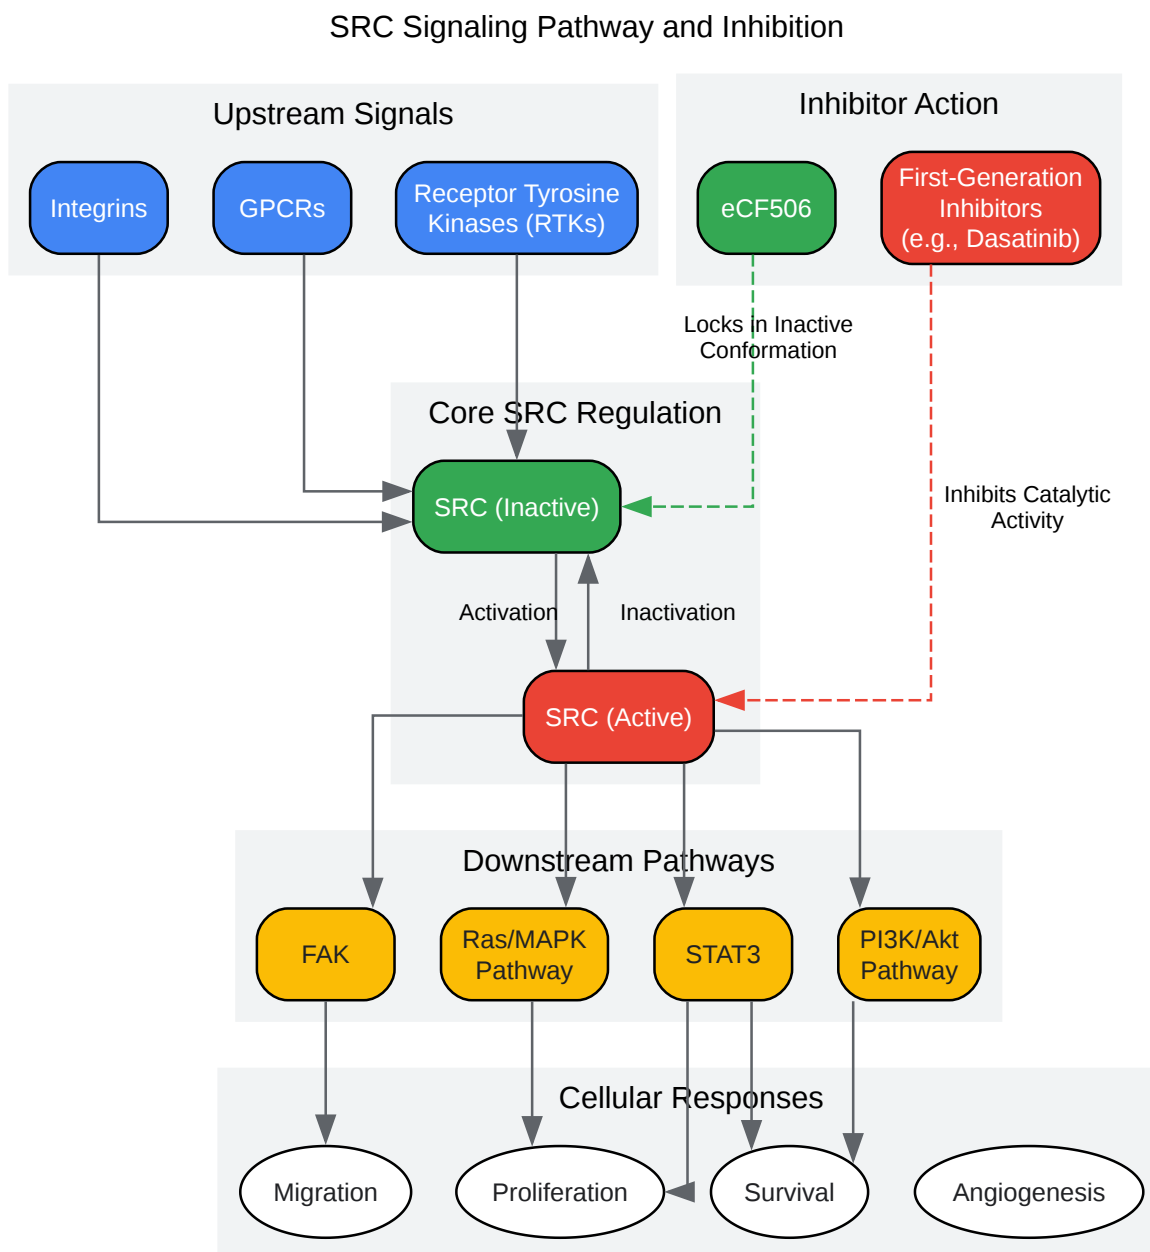 SRC Signaling Pathway and Inhibition
Upstream Signals
Inhibitor Action
Integrins
GPCRs
Receptor Tyrosine
Kinases (RTKs)
eCF506
First-Generation
Inhibitors
(e.g., Dasatinib)
Locks in Inactive
Conformation
Core SRC Regulation
SRC (Inactive)
Inhibits Catalytic
Activity
Activation
Inactivation
SRC (Active)
Downstream Pathways
FAK
Ras/MAPK
Pathway
STAT3
PI3K/Akt
Pathway
Cellular Responses
Migration
Proliferation
Survival
Angiogenesis